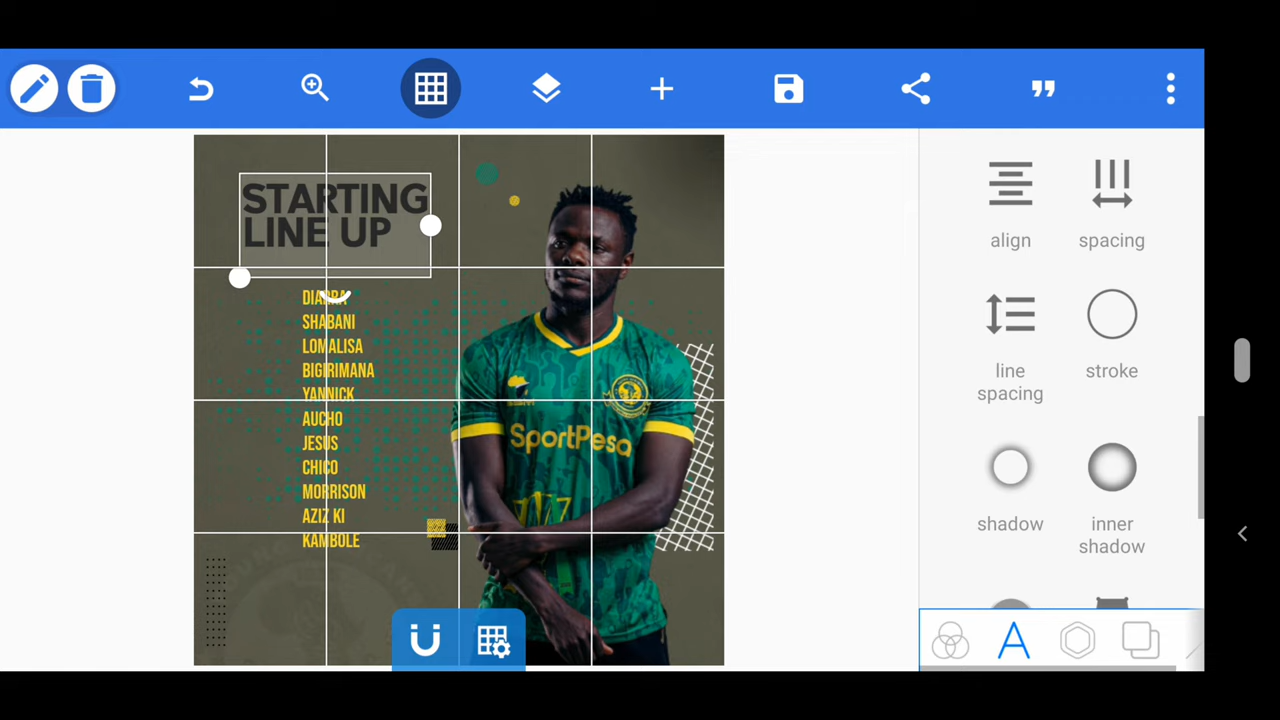 STARTING
LINE UP
DIARRA
SHABANI
LOMALISA
BIGIRIMANA
YANNICK
AUCHO
JESUS
CHICO
MORRISON
AZIZ KI
KAMBOLE
SportPesa
align
spacing
line
spacing
stroke
shadow
inner
shadow